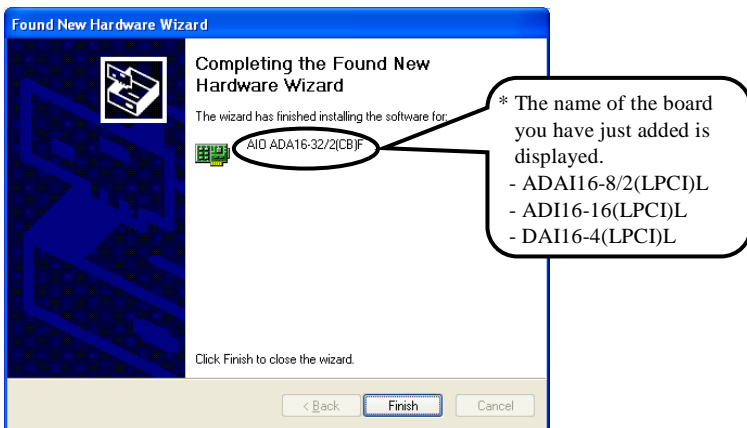 Found New Hardware Wizard
Completing the Found New
Hardware Wizard
The wizard has finished installing the software for:
AIO ADA16-32/2(CB)F
Click Finish to close the wizard.
< Back
Finish
Cancel
* The name of the board
you have just added is
displayed.
- ADAI16-8/2(LPCI)L
- ADI16-16(LPCI)L
- DAI16-4(LPCI)L